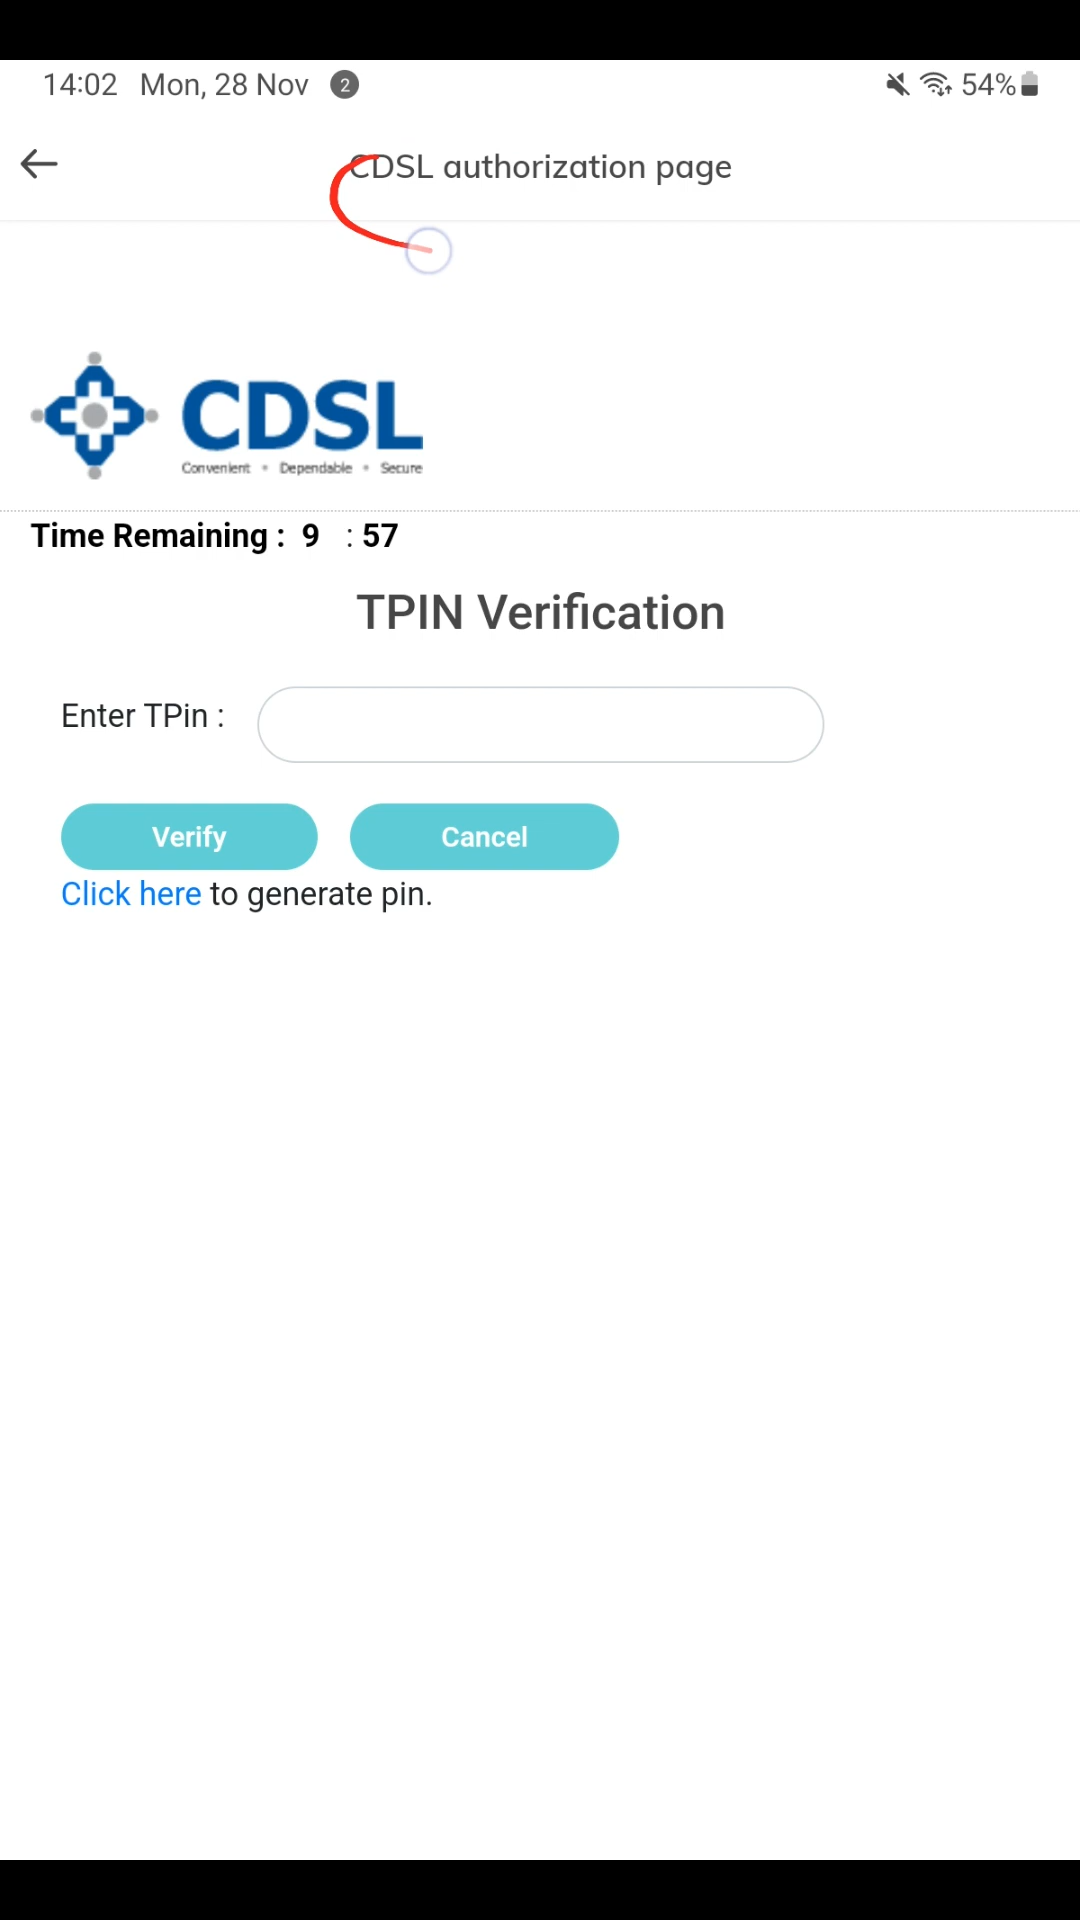 14:02 Mon, 28 Nov 2 54%
CDSL authorization page
CDSL
Convenient • Dependable • Secure
Time Remaining : 9 : 57
TPIN Verification
Enter TPin :
Verify Cancel
Click here to generate pin.